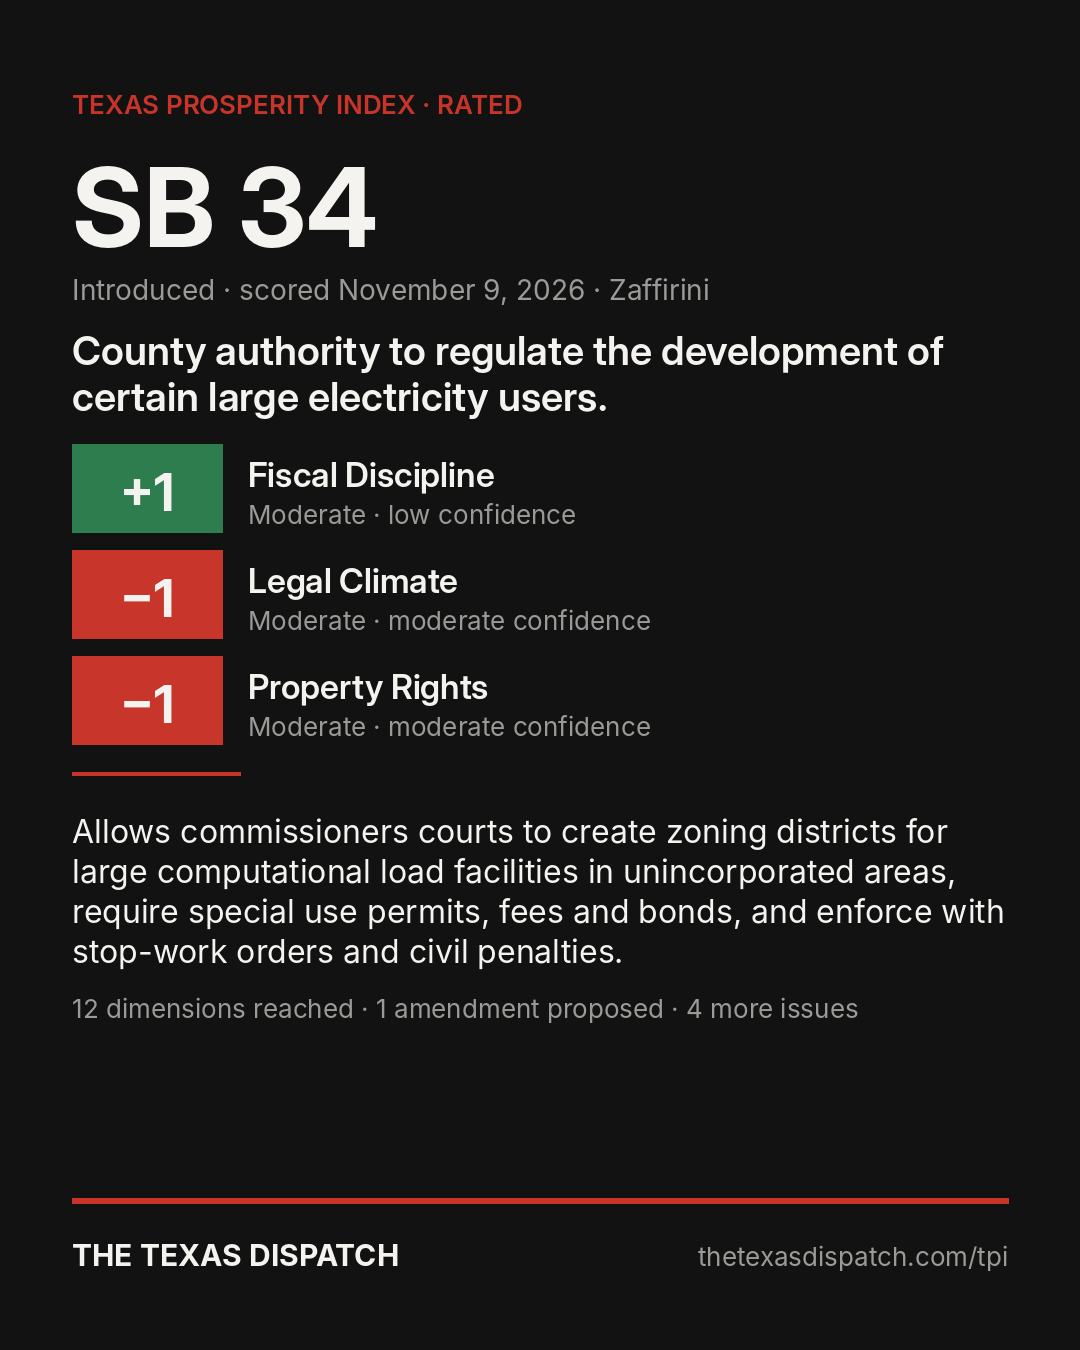 TEXAS PROSPERITY INDEX · RATED
SB 34
Introduced · scored November 9, 2026 · Zaffirini
County authority to regulate the development of
certain large electricity users.
+1
Fiscal Discipline
Moderate · low confidence
−1
Legal Climate
Moderate · moderate confidence
−1
Property Rights
Moderate · moderate confidence
Allows commissioners courts to create zoning districts for
large computational load facilities in unincorporated areas,
require special use permits, fees and bonds, and enforce with
stop-work orders and civil penalties.
12 dimensions reached · 1 amendment proposed · 4 more issues
THE TEXAS DISPATCH
thetexasdispatch.com/tpi